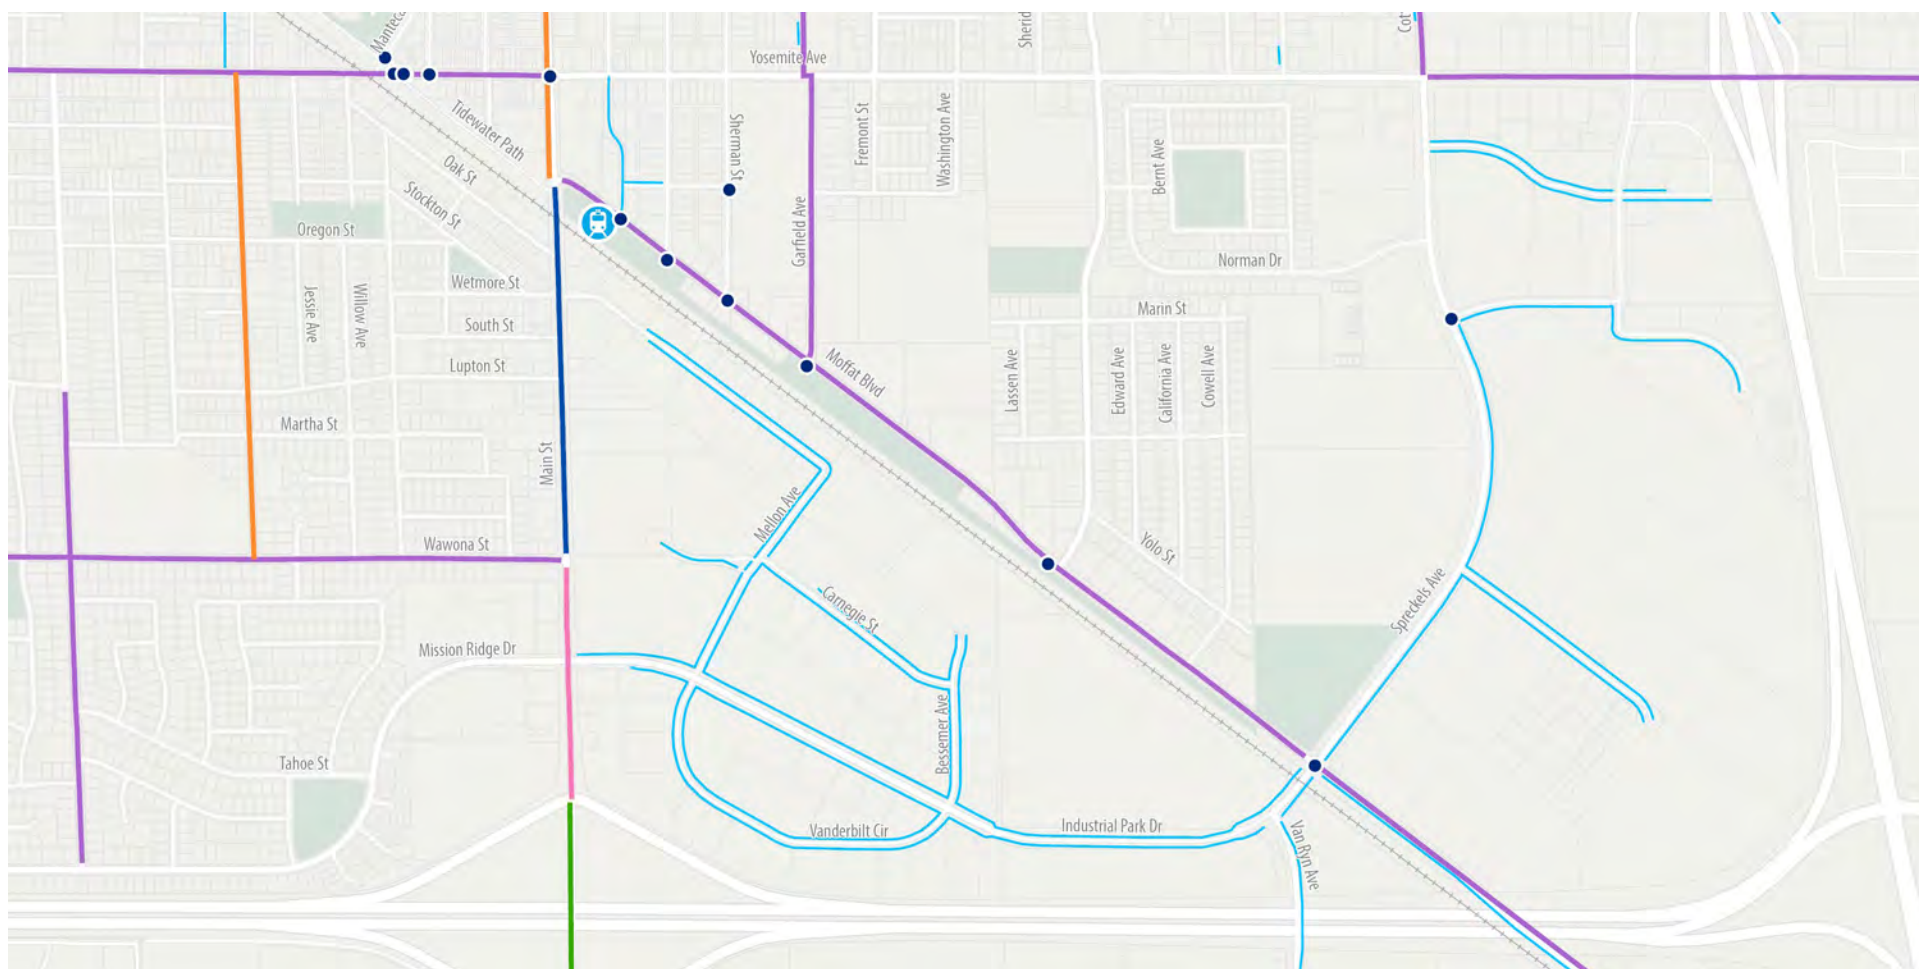 Manteca
Sherid
Cot
Yosemite Ave
Tidewater Path
Oak St
Stockton St
Sherman St
Fremont St
Washington Ave
Bernt Ave
Oregon St
Garfield Ave
Norman Dr
Wetmore St
Jessie Ave
Willow Ave
South St
Marin St
Lupton St
Moffat Blvd
Lassen Ave
Edward Ave
California Ave
Cowell Ave
Martha St
Main St
Mellon Ave
Wawona St
Yolo St
Carnegie St
Spreckels Ave
Mission Ridge Dr
Bessemer Ave
Tahoe St
Vanderbilt Cir
Industrial Park Dr
Van Ryn Ave